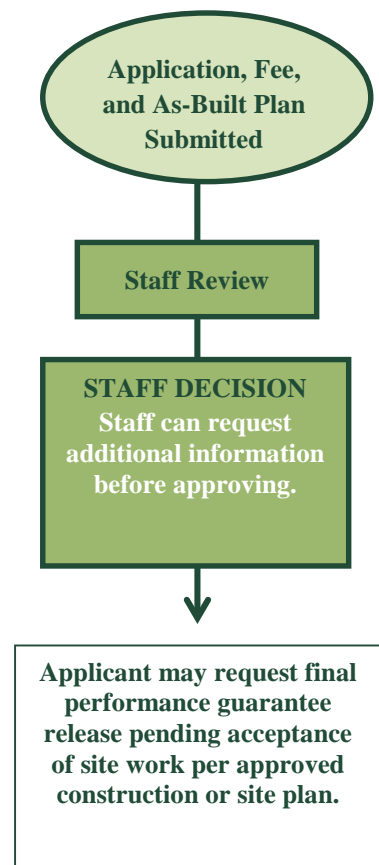 Application, Fee,
and As-Built Plan
Submitted
Staff Review
STAFF DECISION
Staff can request
additional information
before approving.
Applicant may request final
performance guarantee
release pending acceptance
of site work per approved
construction or site plan.